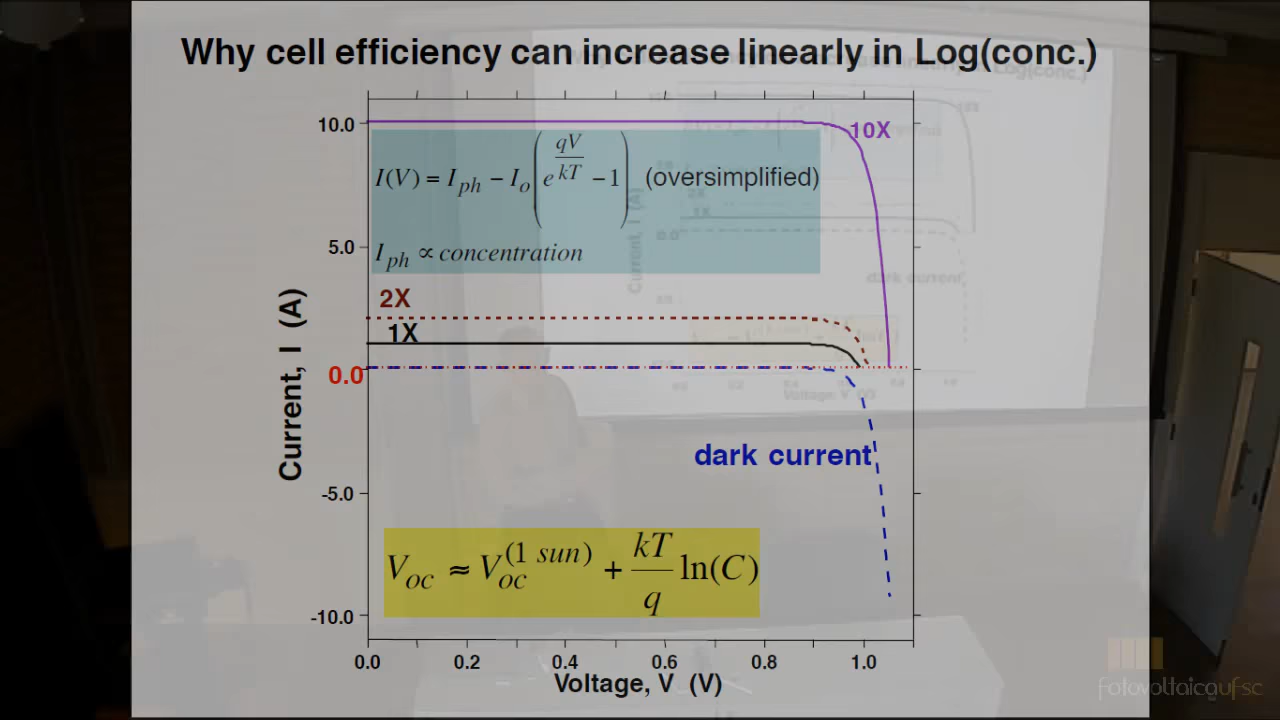 Why cell efficiency can increase linearly in Log(conc.)
10.0
10X
I(V) = I_ph − I_o (e^(qV/kT) − 1) (oversimplified)
I_ph ∝ concentration
5.0
2X
1X
0.0
Current, I (A)
dark current
-5.0
V_oc ≈ V_oc^(1 sun) + kT/q ln(C)
-10.0
0.0 0.2 0.4 0.6 0.8 1.0
Voltage, V (V)
fotovoltaicaufsc